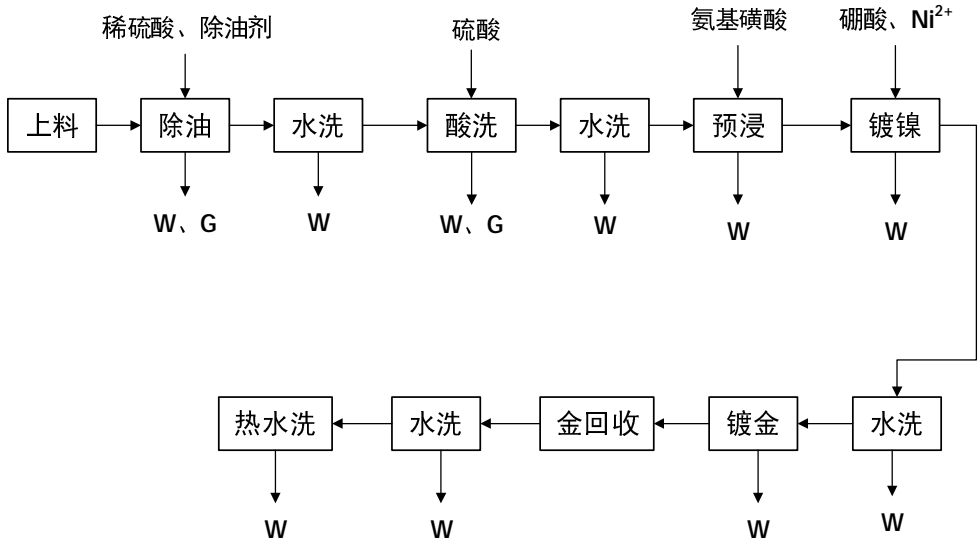 稀硫酸、除油剂
硫酸
氨基磺酸
硼酸、Ni²⁺
上料
除油
水洗
酸洗
水洗
预浸
镀镍
W、G
W
W、G
W
W
W
热水洗
水洗
金回收
镀金
水洗
W
W
W
W